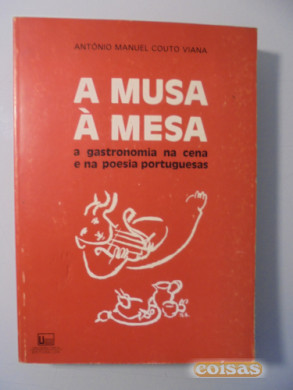 ANTÓNIO MANUEL COUTO VIANA
A MUSA
À MESA
a gastronomia na cena
e na poesia portuguesas
coisas